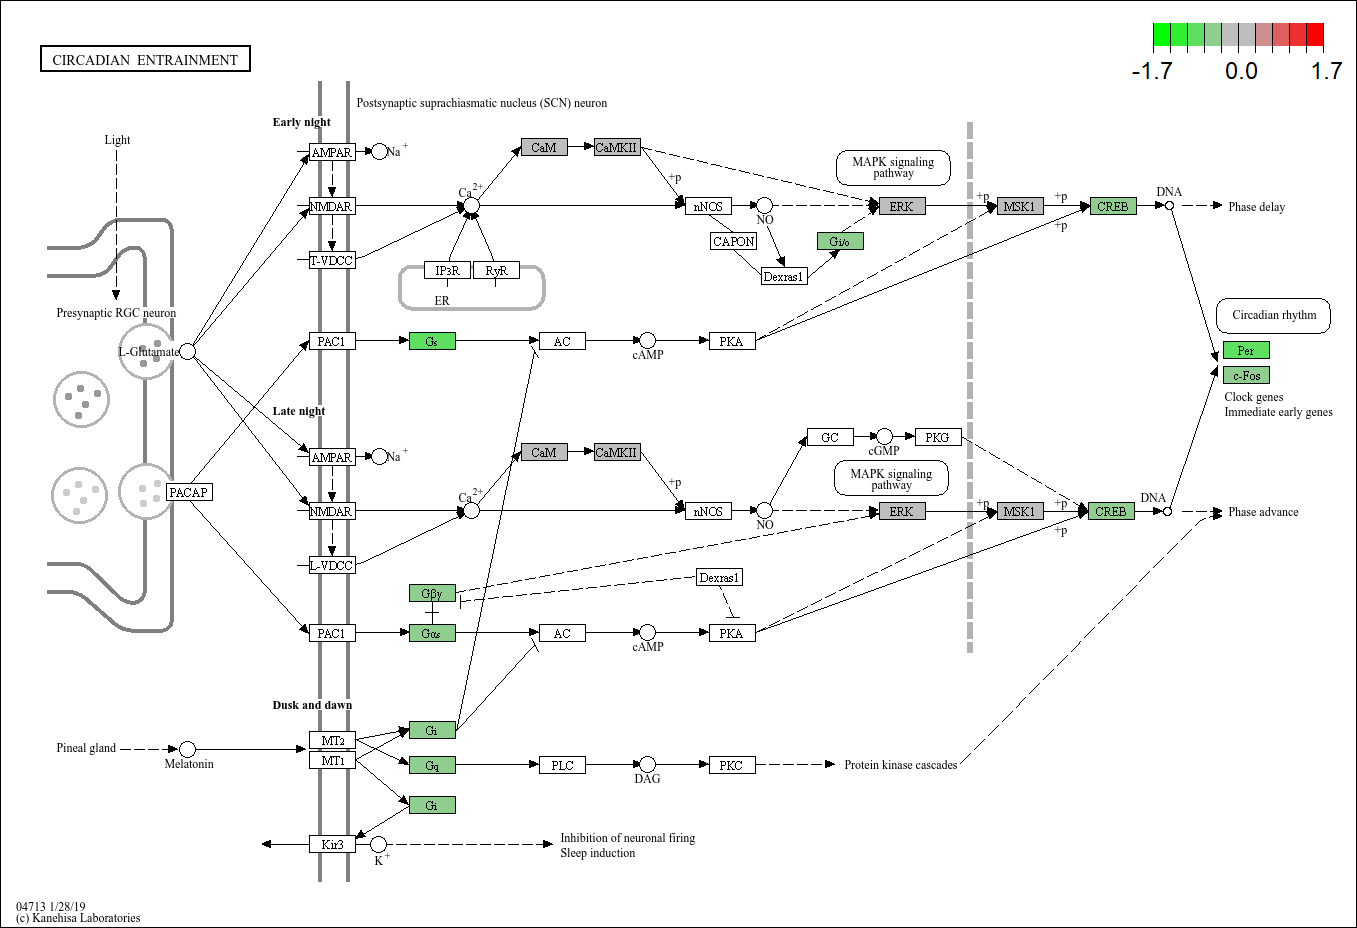 CIRCADIAN ENTRAINMENT
-1.7 0.0 1.7
Postsynaptic suprachiasmatic nucleus (SCN) neuron
Early night
Light
AMPAR
Na+
CaM
CaMKII
MAPK signaling
pathway
+p
NMDAR
Ca2+
nNOS
NO
ERK
+p
MSK1
+p
CREB
+p
DNA
Phase delay
CAPON
Gi/o
T-VDCC
IP3R
RyR
Dexras1
ER
Presynaptic RGC neuron
Circadian rhythm
L-Glutamate
PAC1
Gs
AC
cAMP
PKA
Per
c-Fos
Clock genes
Immediate early genes
Late night
AMPAR
Na+
CaM
CaMKII
GC
cGMP
PKG
MAPK signaling
pathway
+p
PACAP
NMDAR
Ca2+
nNOS
NO
ERK
+p
MSK1
+p
CREB
+p
DNA
Phase advance
L-VDCC
Gβγ
Dexras1
PAC1
Gαs
AC
cAMP
PKA
Dusk and dawn
Pineal gland
Melatonin
MT2
MT1
Gi
Gq
PLC
DAG
PKC
Protein kinase cascades
Gi
Kir3
K+
Inhibition of neuronal firing
Sleep induction
04713 1/28/19
(c) Kanehisa Laboratories